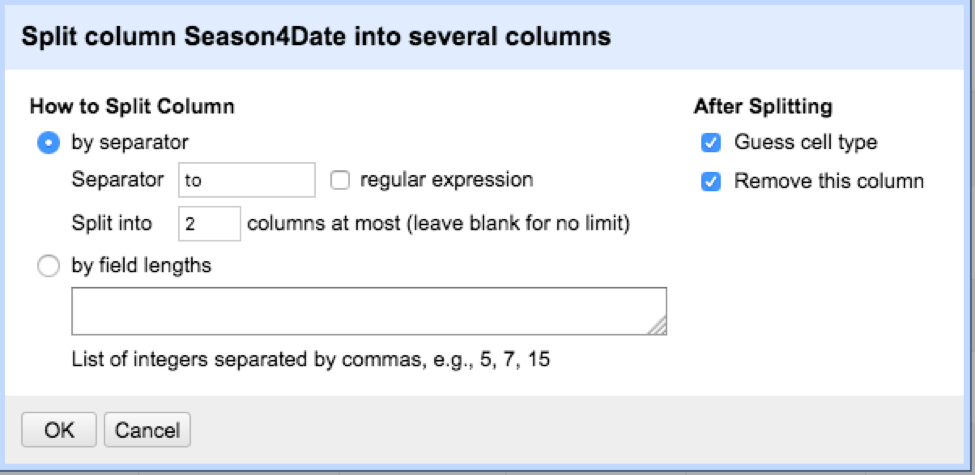 Split column Season4Date into several columns
How to Split Column
by separator
Separator to regular expression
Split into 2 columns at most (leave blank for no limit)
by field lengths
List of integers separated by commas, e.g., 5, 7, 15
After Splitting
Guess cell type
Remove this column
OK Cancel